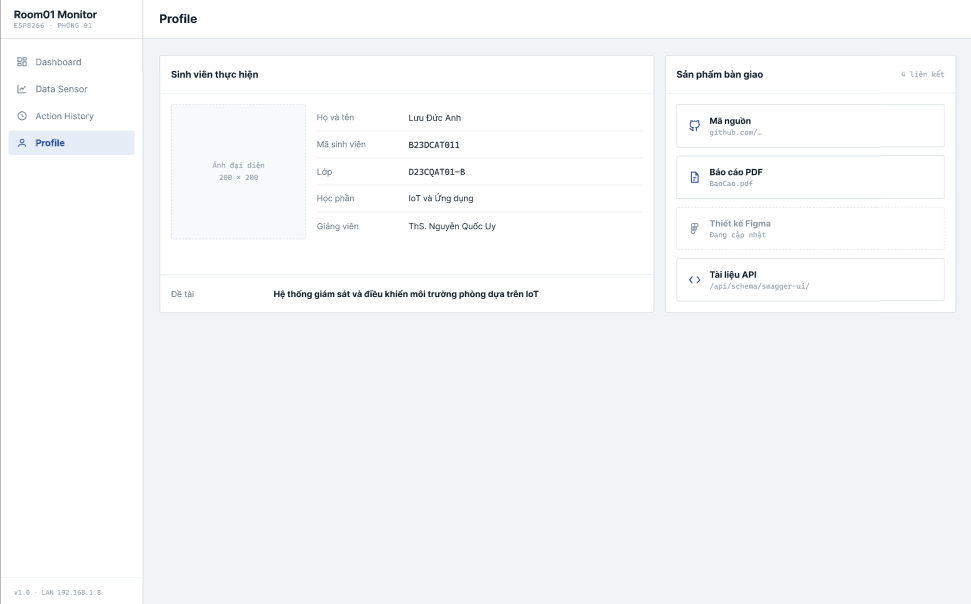 Room01 Monitor
ESP8266 · PHÒNG 01
Dashboard
Data Sensor
Action History
Profile
v1.0 · LAN 192.168.1.8
Profile
Sinh viên thực hiện
Ảnh đại diện
200 × 200
Họ và tên
Lưu Đức Anh
Mã sinh viên
B23DCAT011
Lớp
D23CQAT01-B
Học phần
IoT và Ứng dụng
Giảng viên
ThS. Nguyễn Quốc Uy
Đề tài
Hệ thống giám sát và điều khiển môi trường phòng dựa trên IoT
Sản phẩm bàn giao
4 liên kết
Mã nguồn
github.com/…
Báo cáo PDF
BaoCao.pdf
Thiết kế Figma
Đang cập nhật
Tài liệu API
/api/schema/swagger-ui/